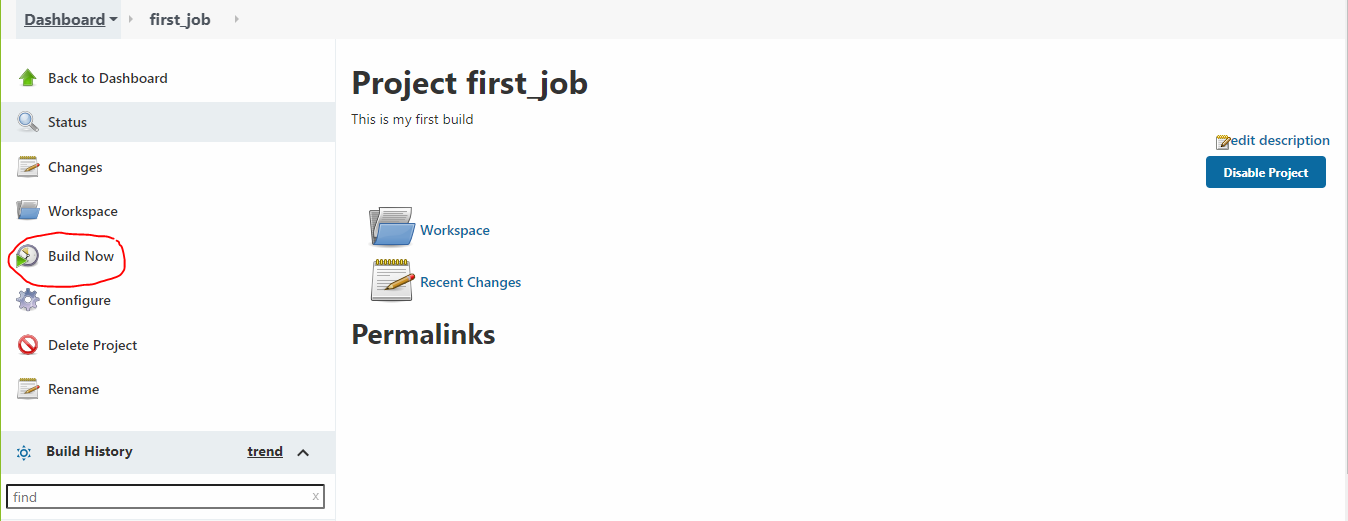 Dashboard first_job
Back to Dashboard
Status
Changes
Workspace
Build Now
Configure
Delete Project
Rename
Build History trend
find x
Project first_job
This is my first build
edit description
Disable Project
Workspace
Recent Changes
Permalinks